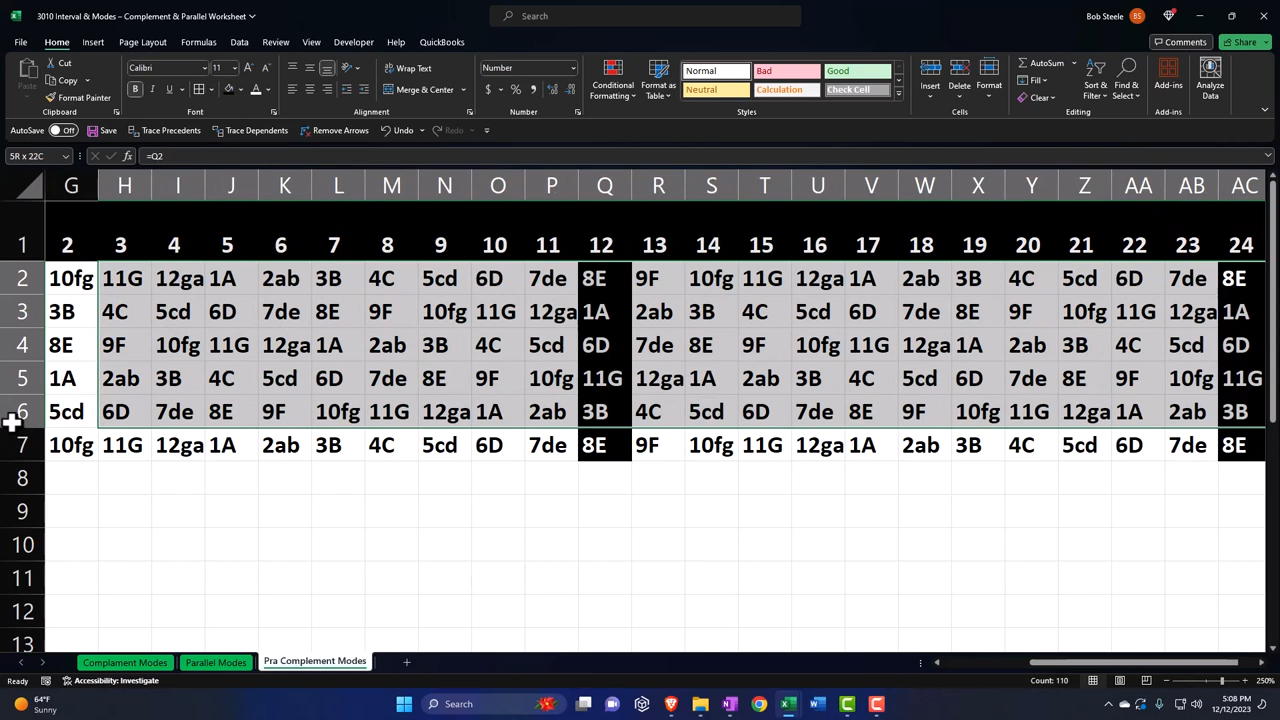 3010 Interval & Modes – Complement & Parallel Worksheet
Search
Bob Steele BS
File Home Insert Page Layout Formulas Data Review View Developer Help QuickBooks Comments Share
Paste Cut Copy Format Painter Clipboard
Calibri 11 Font
Wrap Text Merge & Center Alignment
Number Number
Conditional Formatting Format as Table Normal Bad Good Neutral Calculation Check Cell Styles
Insert Delete Format Cells
AutoSum Fill Clear Sort & Filter Find & Select Editing
Add-ins Add-ins
Analyze Data
AutoSave Off Save Trace Precedents Trace Dependents Remove Arrows Undo Redo
5R x 22C fx =Q2
G H I J K L M N O P Q R S T U V W X Y Z AA AB AC
1 2 3 4 5 6 7 8 9 10 11 12 13 14 15 16 17 18 19 20 21 22 23 24
2 10fg 11G 12ga 1A 2ab 3B 4C 5cd 6D 7de 8E 9F 10fg 11G 12ga 1A 2ab 3B 4C 5cd 6D 7de 8E
3 3B 4C 5cd 6D 7de 8E 9F 10fg 11G 12ga 1A 2ab 3B 4C 5cd 6D 7de 8E 9F 10fg 11G 12ga 1A
4 8E 9F 10fg 11G 12ga 1A 2ab 3B 4C 5cd 6D 7de 8E 9F 10fg 11G 12ga 1A 2ab 3B 4C 5cd 6D
5 1A 2ab 3B 4C 5cd 6D 7de 8E 9F 10fg 11G 12ga 1A 2ab 3B 4C 5cd 6D 7de 8E 9F 10fg 11G
6 5cd 6D 7de 8E 9F 10fg 11G 12ga 1A 2ab 3B 4C 5cd 6D 7de 8E 9F 10fg 11G 12ga 1A 2ab 3B
7 10fg 11G 12ga 1A 2ab 3B 4C 5cd 6D 7de 8E 9F 10fg 11G 12ga 1A 2ab 3B 4C 5cd 6D 7de 8E
8
9
10
11
12
13
Complament Modes Parallel Modes Pra Complement Modes
Ready Accessibility: Investigate Count: 110 250%
64°F
Sunny
Search
5:08 PM
12/12/2023